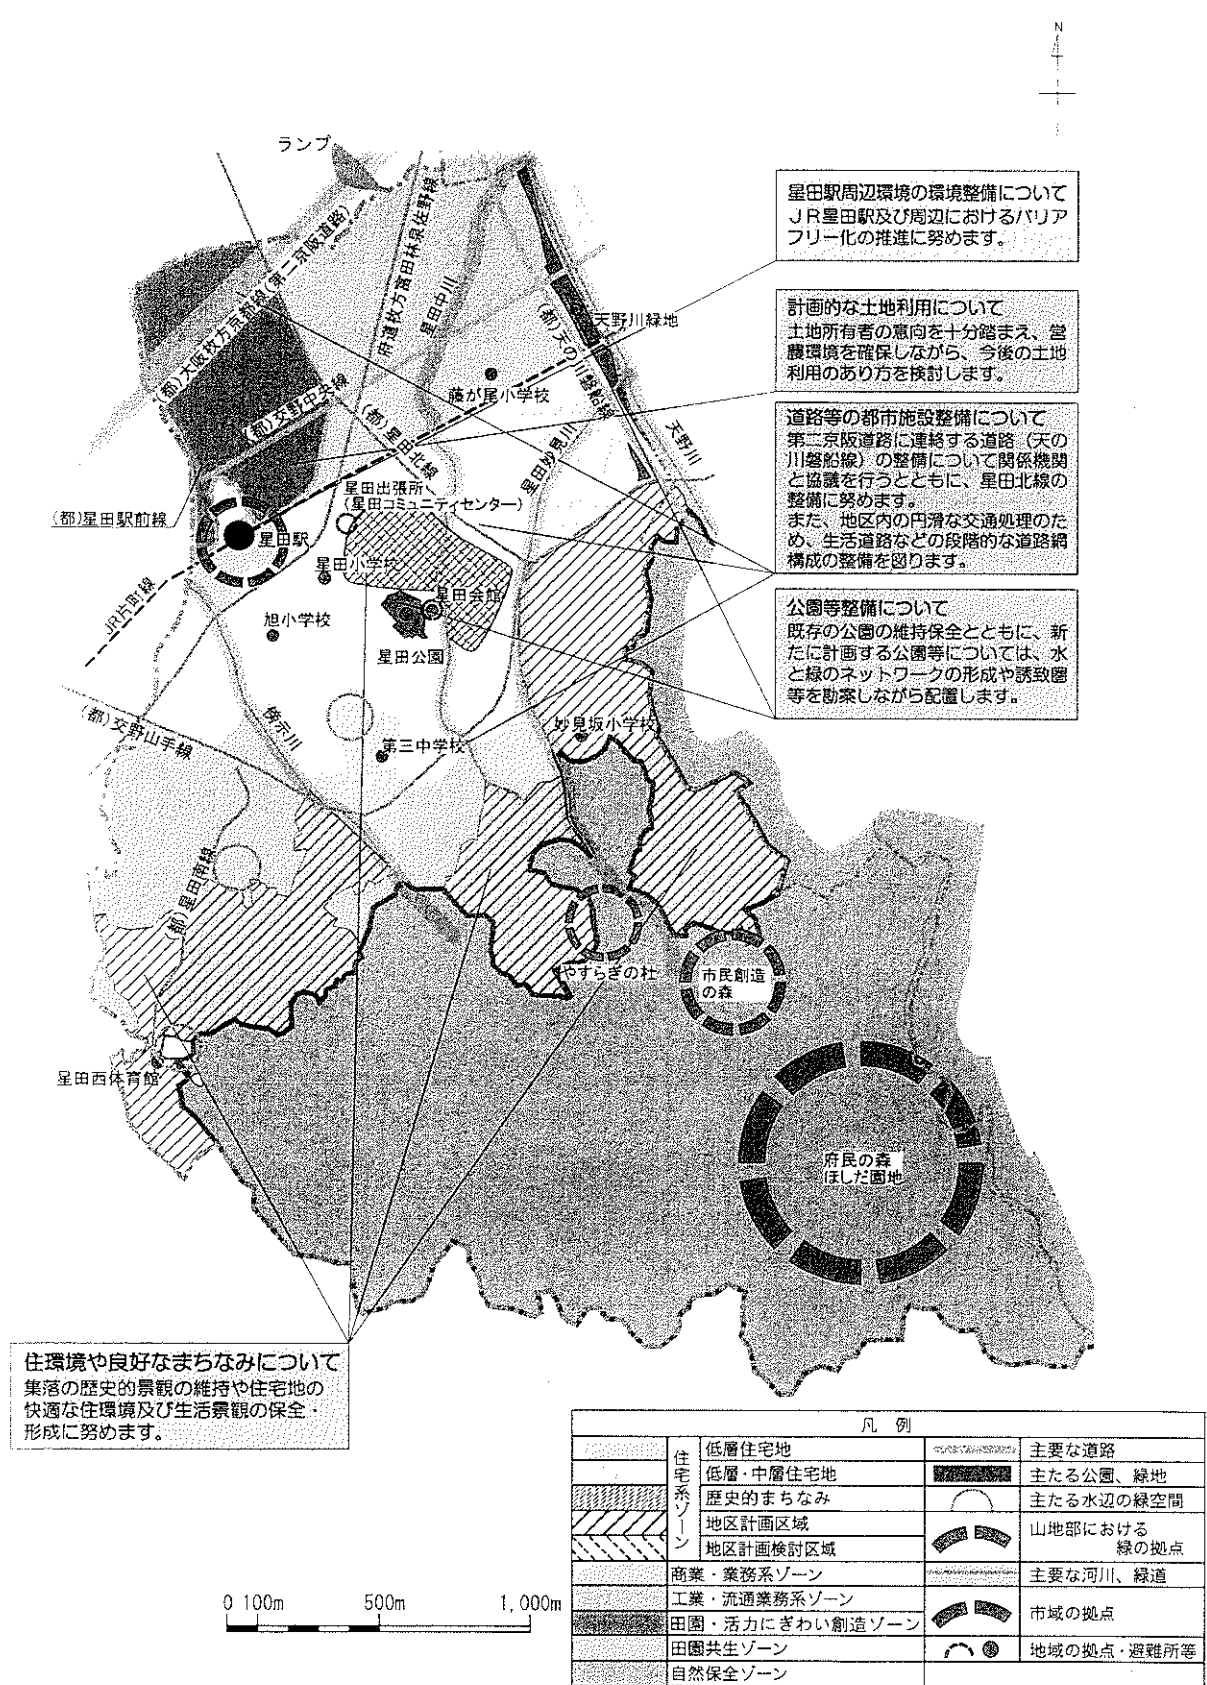 N
ランプ
星田駅周辺環境の環境整備について
JR星田駅及び周辺におけるバリア
フリー化の推進に努めます。
計画的な土地利用について
土地所有者の意向を十分踏まえ、営
農環境を確保しながら、今後の土地
利用のあり方を検討します。
道路等の都市施設整備について
第二京阪道路に連絡する道路（天の
川磐船線）の整備について関係機関
と協議を行うとともに、星田北線の
整備に努めます。
また、地区内の円滑な交通処理のた
め、生活道路などの段階的な道路網
構成の整備を図ります。
公園等整備について
既存の公園の維持保全とともに、新
たに計画する公園等については、水
と緑のネットワークの形成や誘致圏
等を勘案しながら配置します。
(都)大阪枚方京都線(第二京阪道路)
府道枚方富田林泉佐野線
星田中川
天野川緑地
(都)天の川磐船線
藤が尾小学校
(都)交野中央線
(都)星田北線
星田妙見川
天野川
星田出張所
(星田コミュニティセンター)
(都)星田駅前線
星田駅
星田小学校
星田会館
JR片町線
旭小学校
星田公園
(都)交野山手線
傍示川
第三中学校
妙見坂小学校
(都)星田南線
やすらぎの杜
市民創造
の森
星田西体育館
府民の森
ほしだ園地
住環境や良好なまちなみについて
集落の歴史的景観の維持や住宅地の
快適な住環境及び生活景観の保全・
形成に努めます。
凡 例
住宅系ゾーン
低層住宅地
低層・中層住宅地
歴史的まちなみ
地区計画区域
地区計画検討区域
商業・業務系ゾーン
工業・流通業務系ゾーン
田園・活力にぎわい創造ゾーン
田園共生ゾーン
自然保全ゾーン
主要な道路
主たる公園、緑地
主たる水辺の緑空間
山地部における
緑の拠点
主要な河川、緑道
市域の拠点
地域の拠点・避難所等
0 100m 500m 1,000m